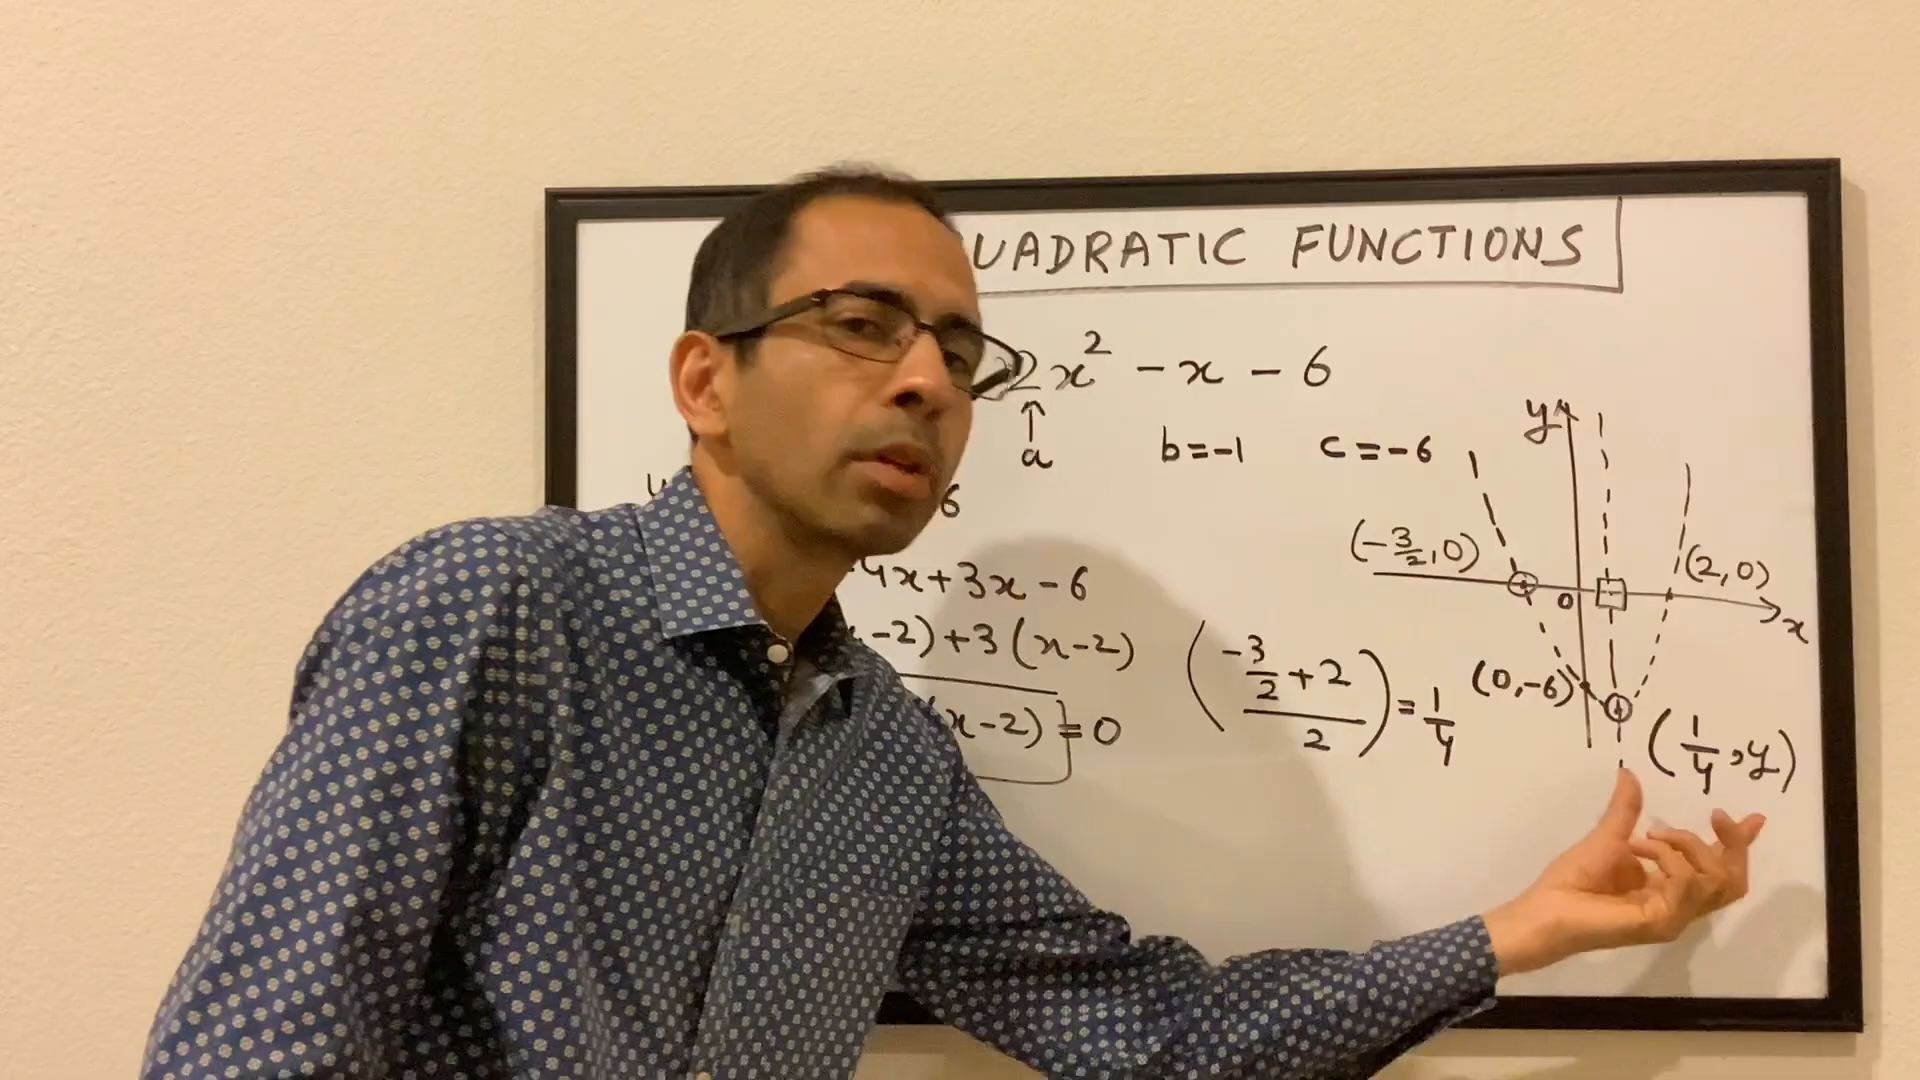 UADRATIC FUNCTIONS
2x² - x - 6
a b=-1 c=-6
6
4x+3x-6
-2)+3(x-2)
(x-2)=0
(-3/2+2)/2)=1/4
y
(-3/2,0)
(2,0)
0
x
(0,-6)
(1/4,y)